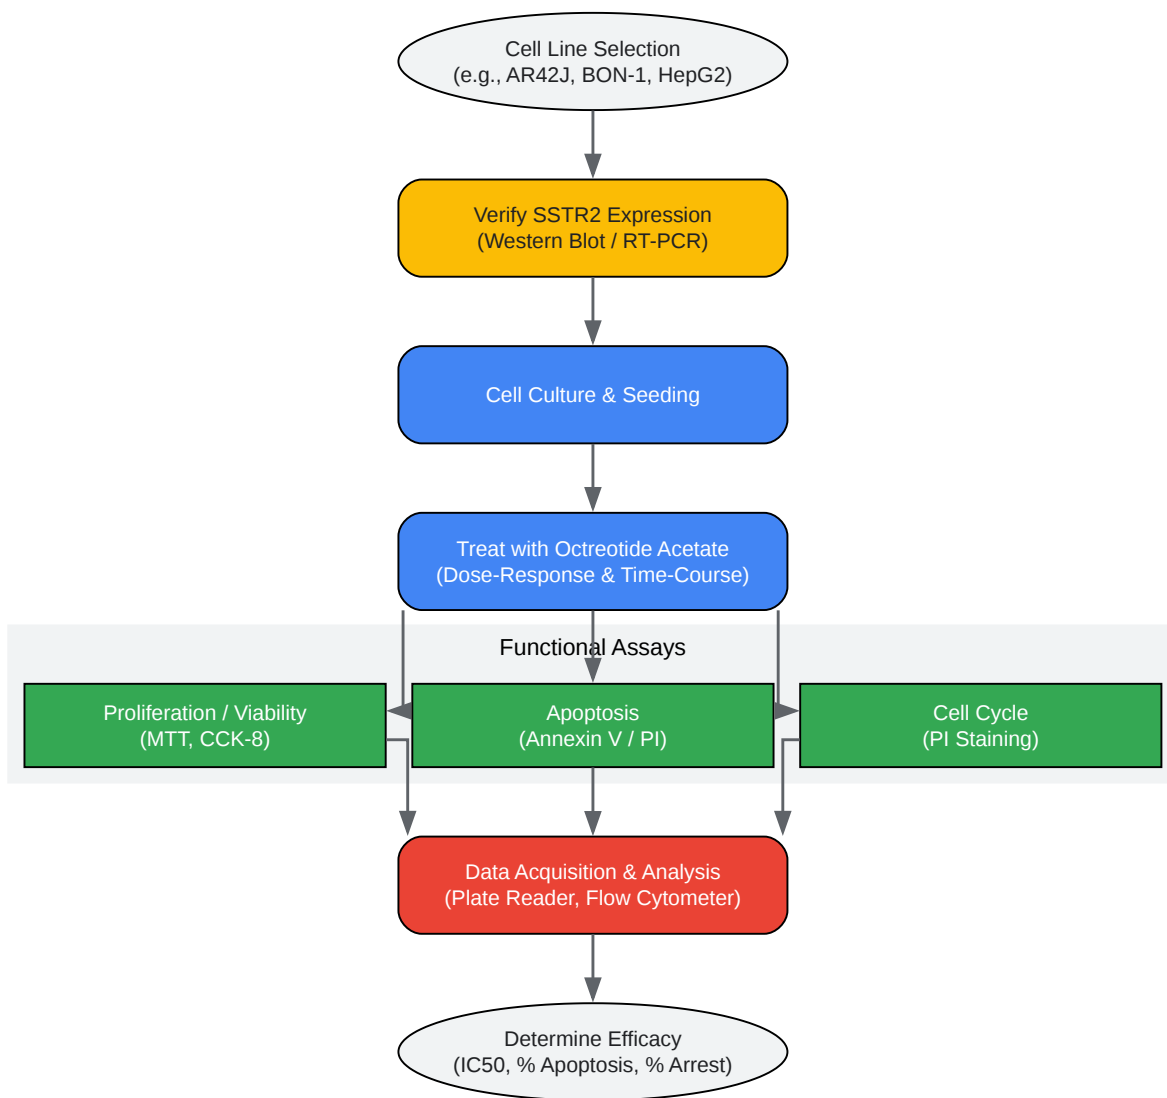 Cell Line Selection
(e.g., AR42J, BON-1, HepG2)
Verify SSTR2 Expression
(Western Blot / RT-PCR)
Cell Culture & Seeding
Treat with Octreotide Acetate
(Dose-Response & Time-Course)
Functional Assays
Proliferation / Viability
(MTT, CCK-8)
Apoptosis
(Annexin V / PI)
Cell Cycle
(PI Staining)
Data Acquisition & Analysis
(Plate Reader, Flow Cytometer)
Determine Efficacy
(IC50, % Apoptosis, % Arrest)